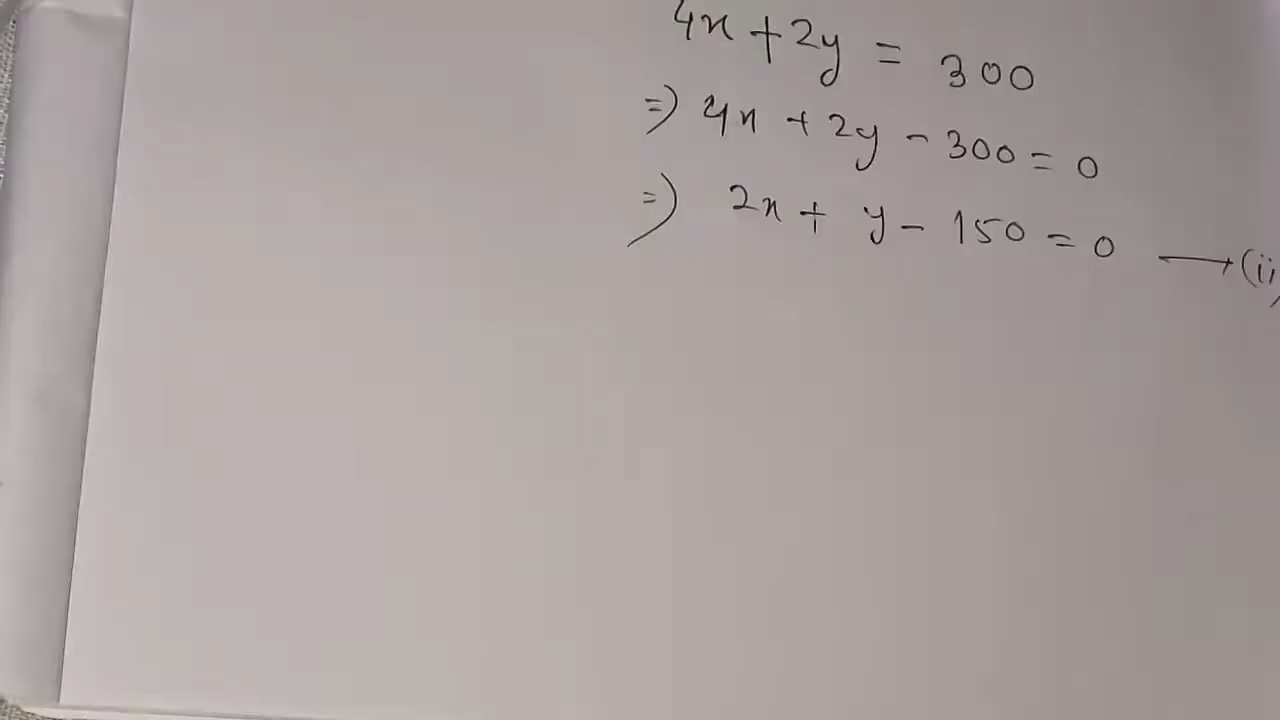 4x + 2y = 300
=) 4x + 2y - 300 = 0
=) 2x + y - 150 = 0 ⟶ (ii)